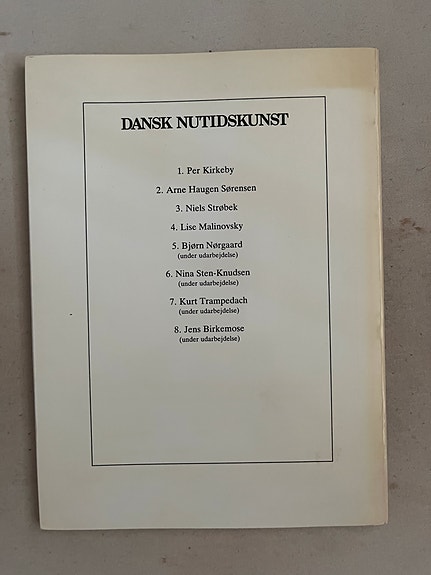 DANSK NUTIDSKUNST
1. Per Kirkeby
2. Arne Haugen Sørensen
3. Niels Strøbek
4. Lise Malinovsky
5. Bjørn Nørgaard
(under udarbejdelse)
6. Nina Sten-Knudsen
(under udarbejdelse)
7. Kurt Trampedach
(under udarbejdelse)
8. Jens Birkemose
(under udarbejdelse)